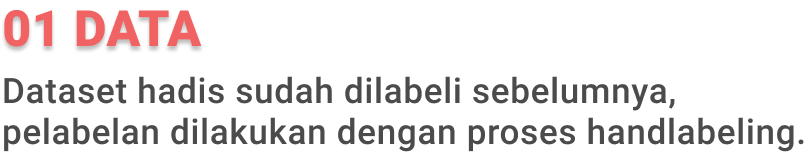 01 DATA
Dataset hadis sudah dilabeli sebelumnya,
pelabelan dilakukan dengan proses handlabeling.